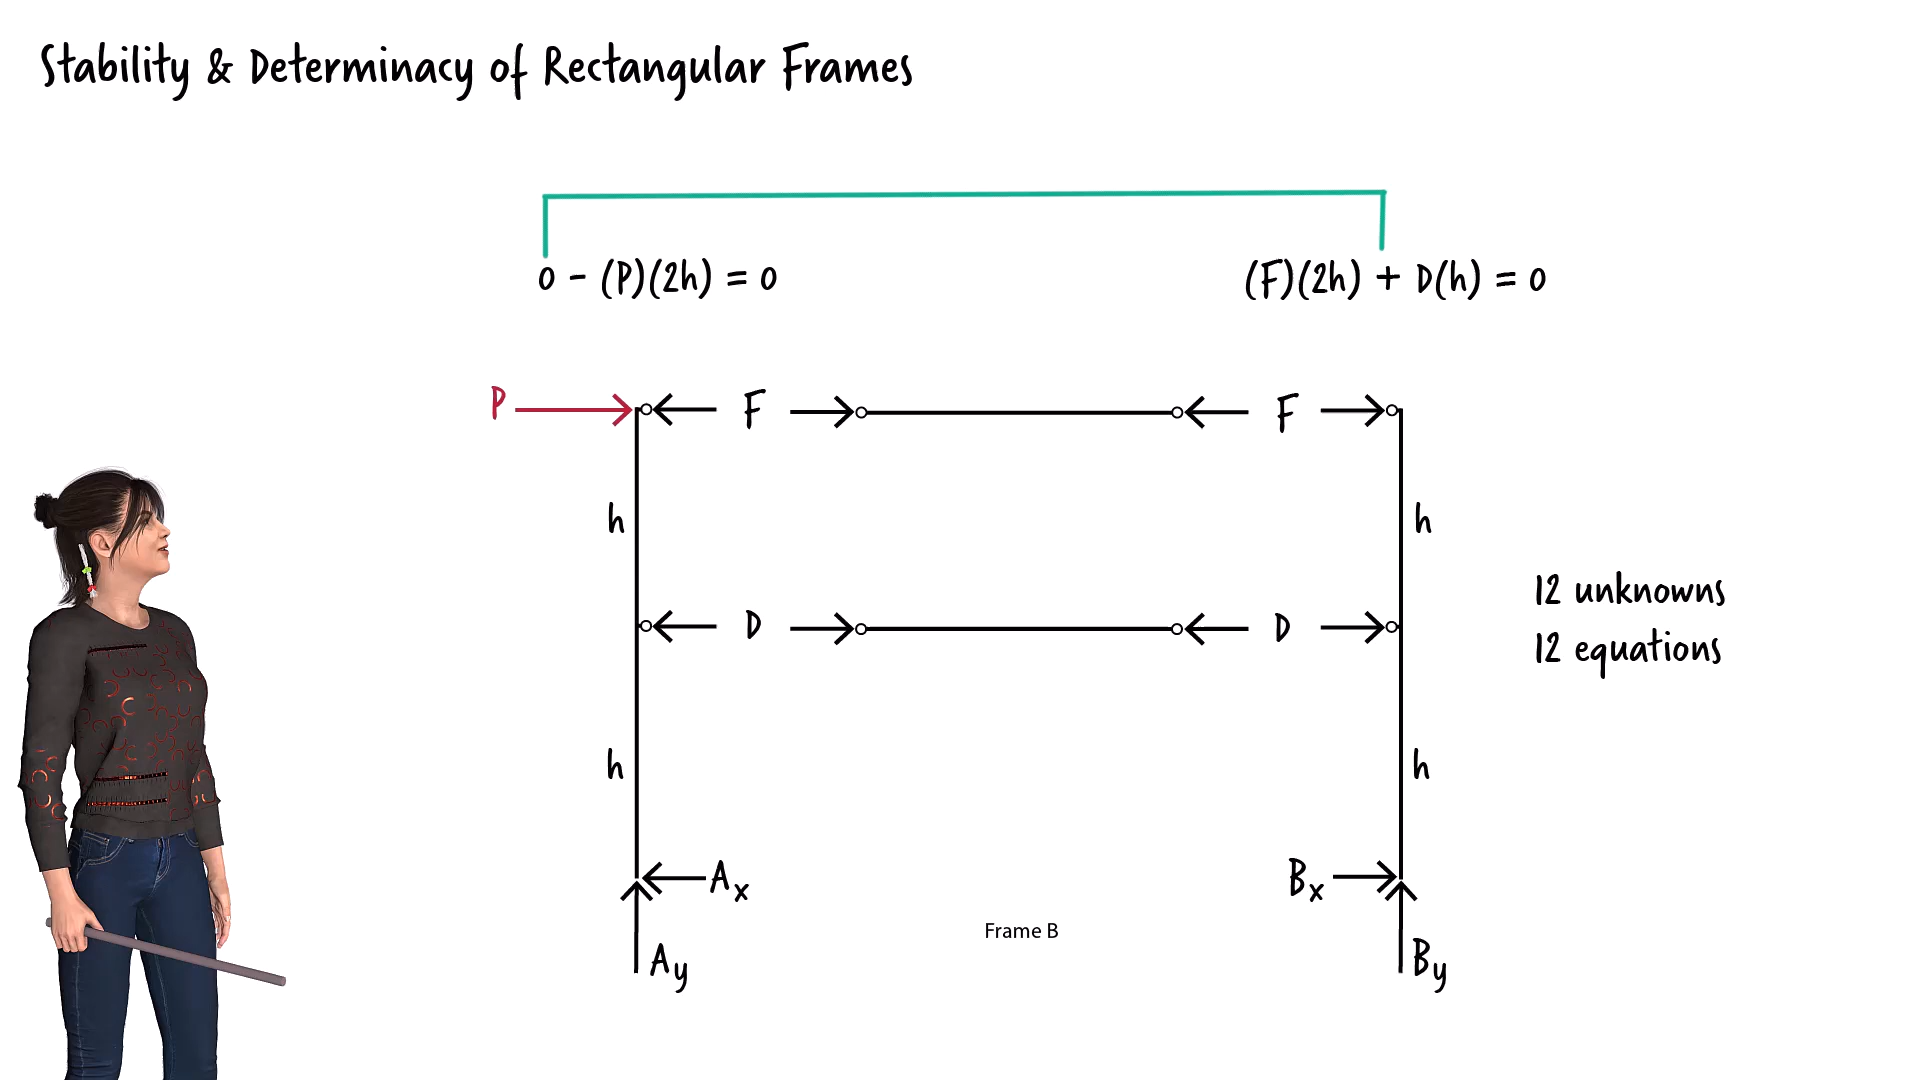 Stability & Determinacy of Rectangular Frames
0 - (P)(2h) = 0
(F)(2h) + D(h) = 0
P
F
F
h
h
D
D
12 unknowns
12 equations
h
h
Ax
Bx
Frame B
Ay
By